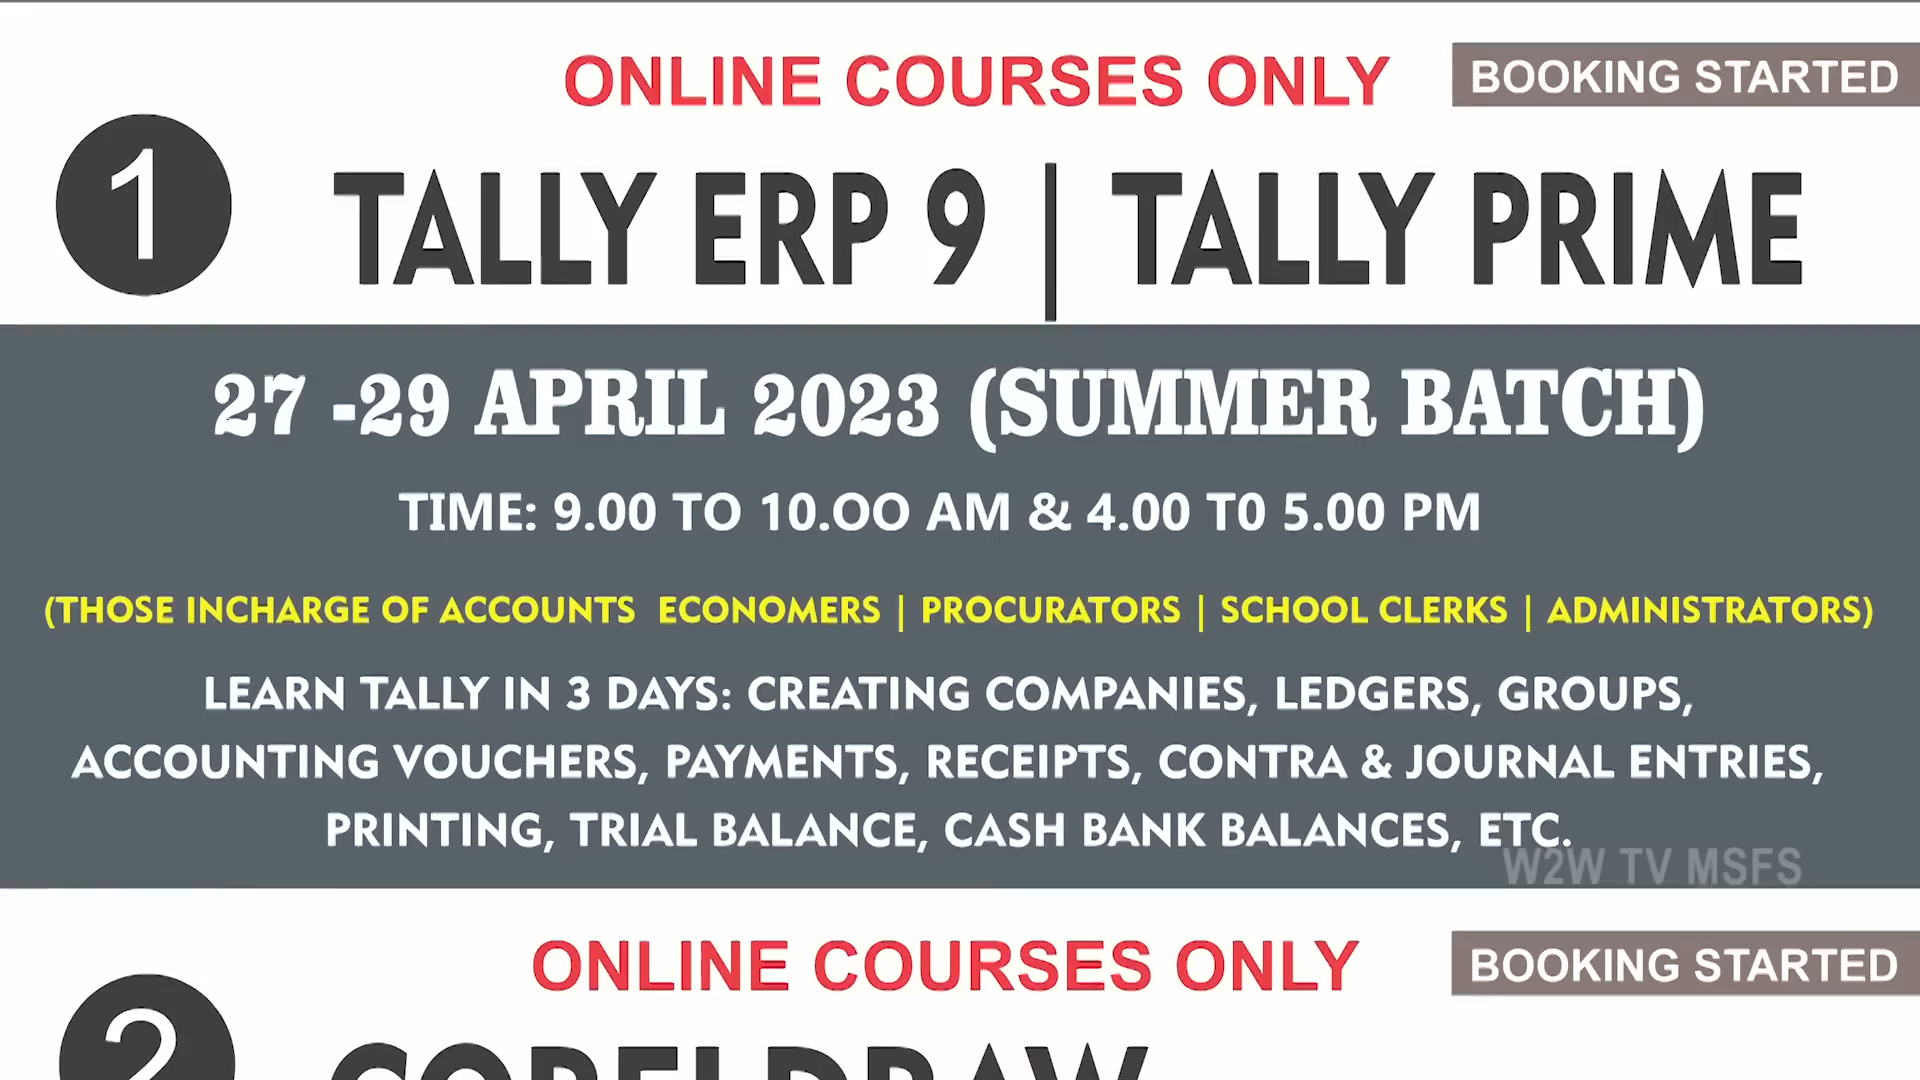 ONLINE COURSES ONLY
BOOKING STARTED
1
TALLY ERP 9 | TALLY PRIME
27 -29 APRIL 2023 (SUMMER BATCH)
TIME: 9.00 TO 10.OO AM & 4.00 T0 5.00 PM
(THOSE INCHARGE OF ACCOUNTS ECONOMERS | PROCURATORS | SCHOOL CLERKS | ADMINISTRATORS)
LEARN TALLY IN 3 DAYS: CREATING COMPANIES, LEDGERS, GROUPS,
ACCOUNTING VOUCHERS, PAYMENTS, RECEIPTS, CONTRA & JOURNAL ENTRIES,
PRINTING, TRIAL BALANCE, CASH BANK BALANCES, ETC.
W2W TV MSFS
ONLINE COURSES ONLY
BOOKING STARTED
2
CORELDRAW